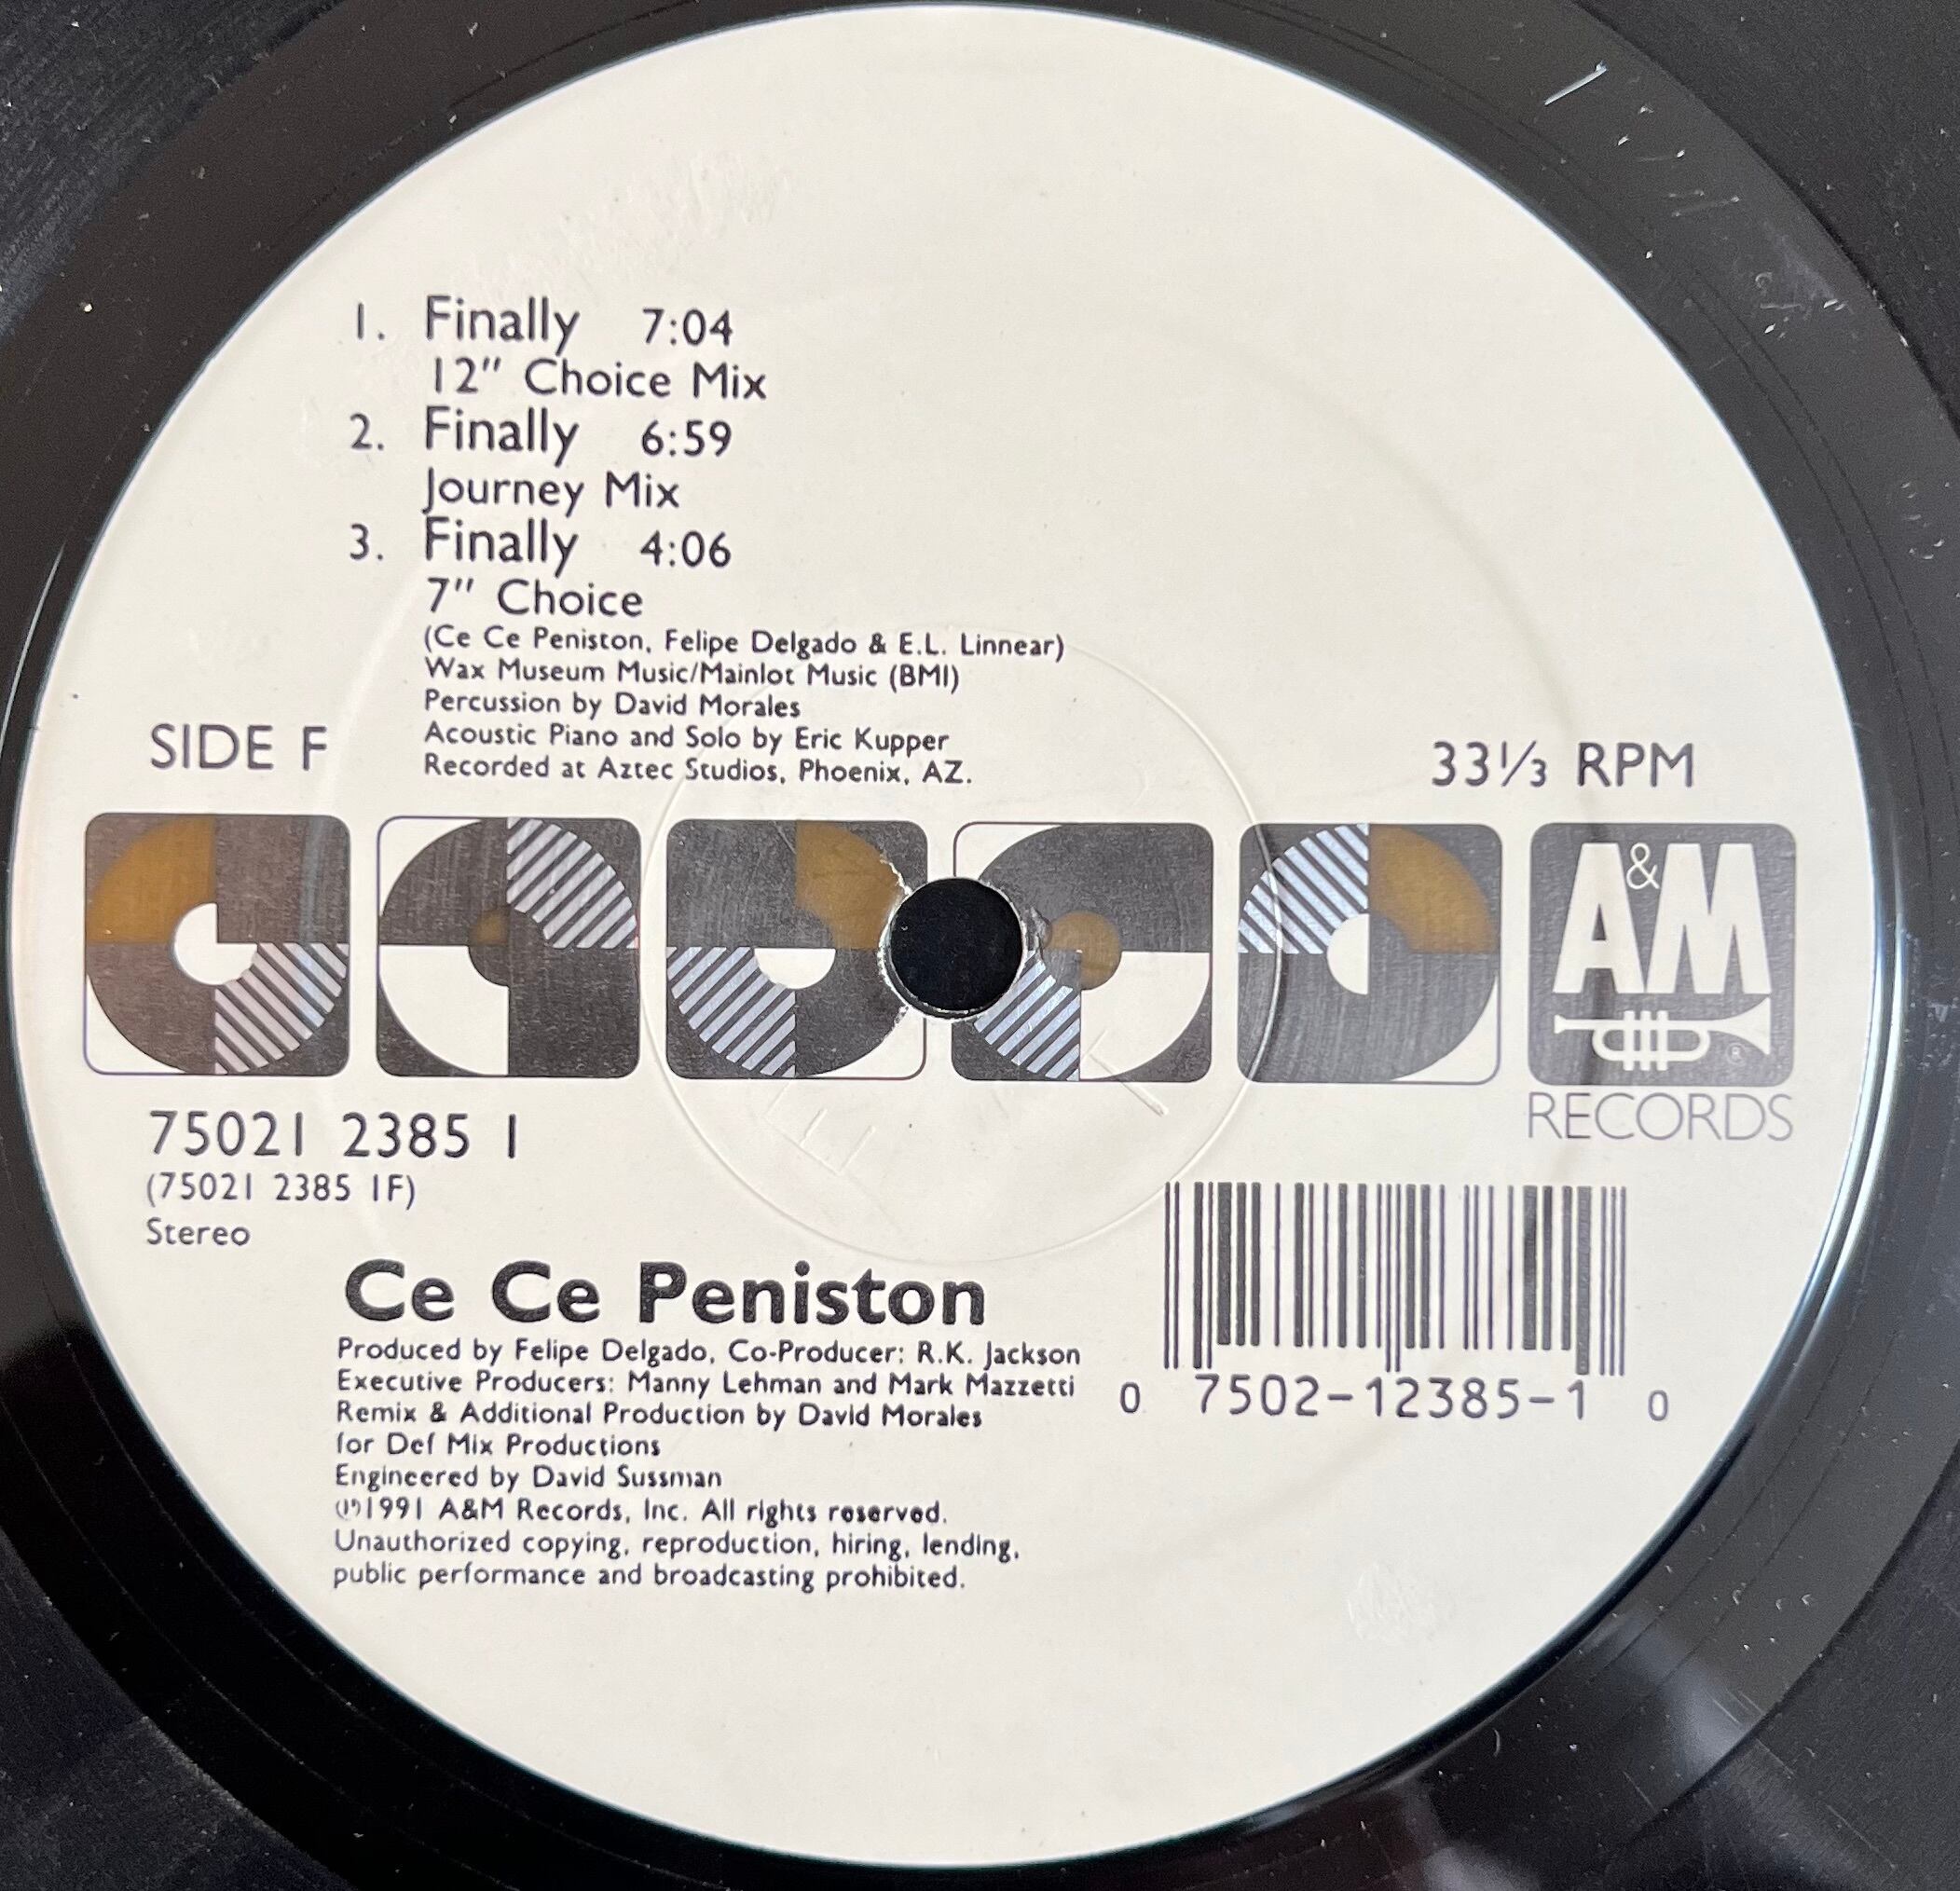 1. Finally 7:04
12" Choice Mix
2. Finally 6:59
Journey Mix
3. Finally 4:06
7" Choice
(Ce Ce Peniston, Felipe Delgado & E.L. Linnear)
Wax Museum Music/Mainlot Music (BMI)
Percussion by David Morales
Acoustic Piano and Solo by Eric Kupper
Recorded at Aztec Studios, Phoenix, AZ.
SIDE F
33⅓ RPM
A&M
®
RECORDS
75021 2385 1
(75021 2385 1F)
Stereo
Ce Ce Peniston
Produced by Felipe Delgado, Co-Producer: R.K. Jackson
Executive Producers: Manny Lehman and Mark Mazzetti
Remix & Additional Production by David Morales
for Def Mix Productions
Engineered by David Sussman
℗1991 A&M Records, Inc. All rights reserved.
Unauthorized copying, reproduction, hiring, lending,
public performance and broadcasting prohibited.
0 7502-12385-1 0